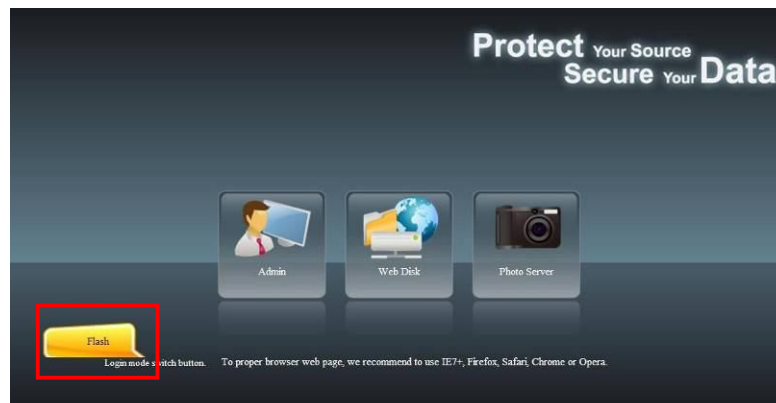 Protect Your Source
Secure Your Data
Admin
Web Disk
Photo Server
Flash
Login mode switch button.
To proper browser web page, we recommend to use IE7+, Firefox, Safari, Chrome or Opera.